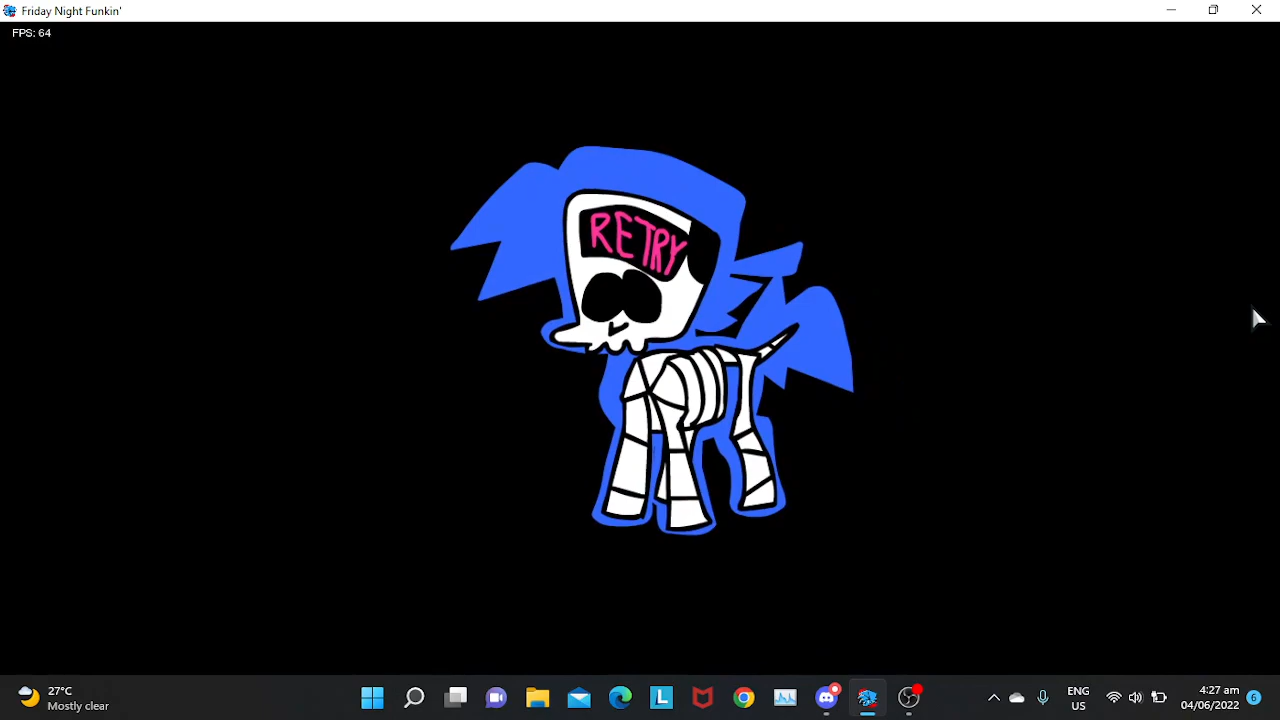 Friday Night Funkin'
FPS: 64
RETRY
27°C
Mostly clear
L
ENG
US
4:27 am
04/06/2022
6